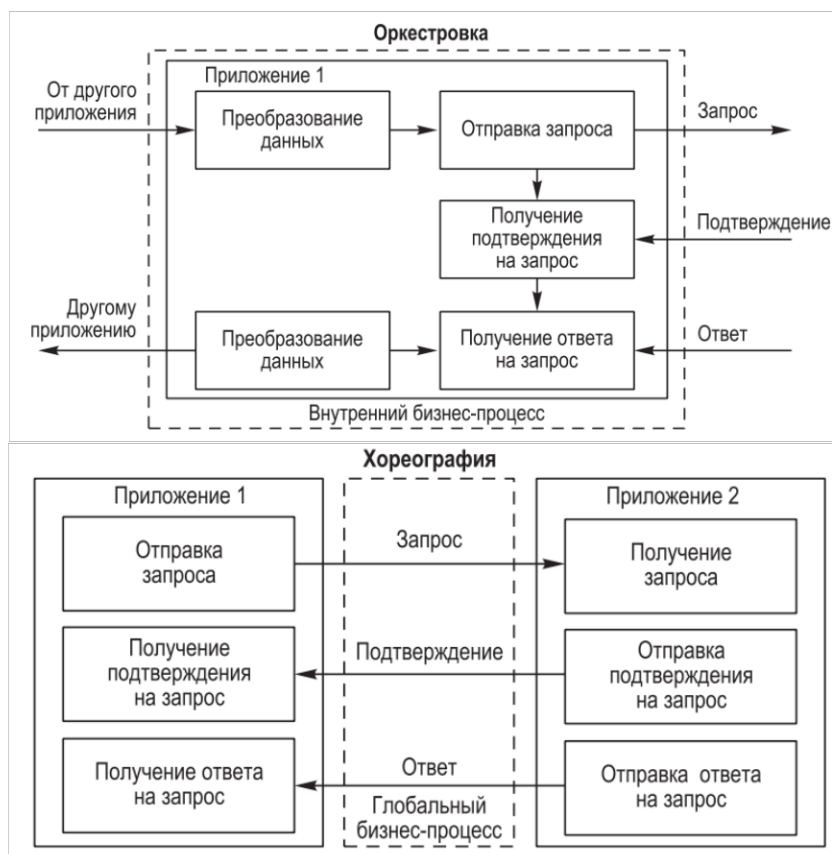 Оркестровка
Приложение 1
От другого
приложения
Преобразование
данных
Отправка запроса
Запрос
Получение
подтверждения
на запрос
Подтверждение
Другому
приложению
Преобразование
данных
Получение ответа
на запрос
Ответ
Внутренний бизнес-процесс
Хореография
Приложение 1
Приложение 2
Отправка
запроса
Запрос
Получение
запроса
Получение
подтверждения
на запрос
Подтверждение
Отправка
подтверждения
на запрос
Получение ответа
на запрос
Ответ
Отправка ответа
на запрос
Глобальный
бизнес-процесс